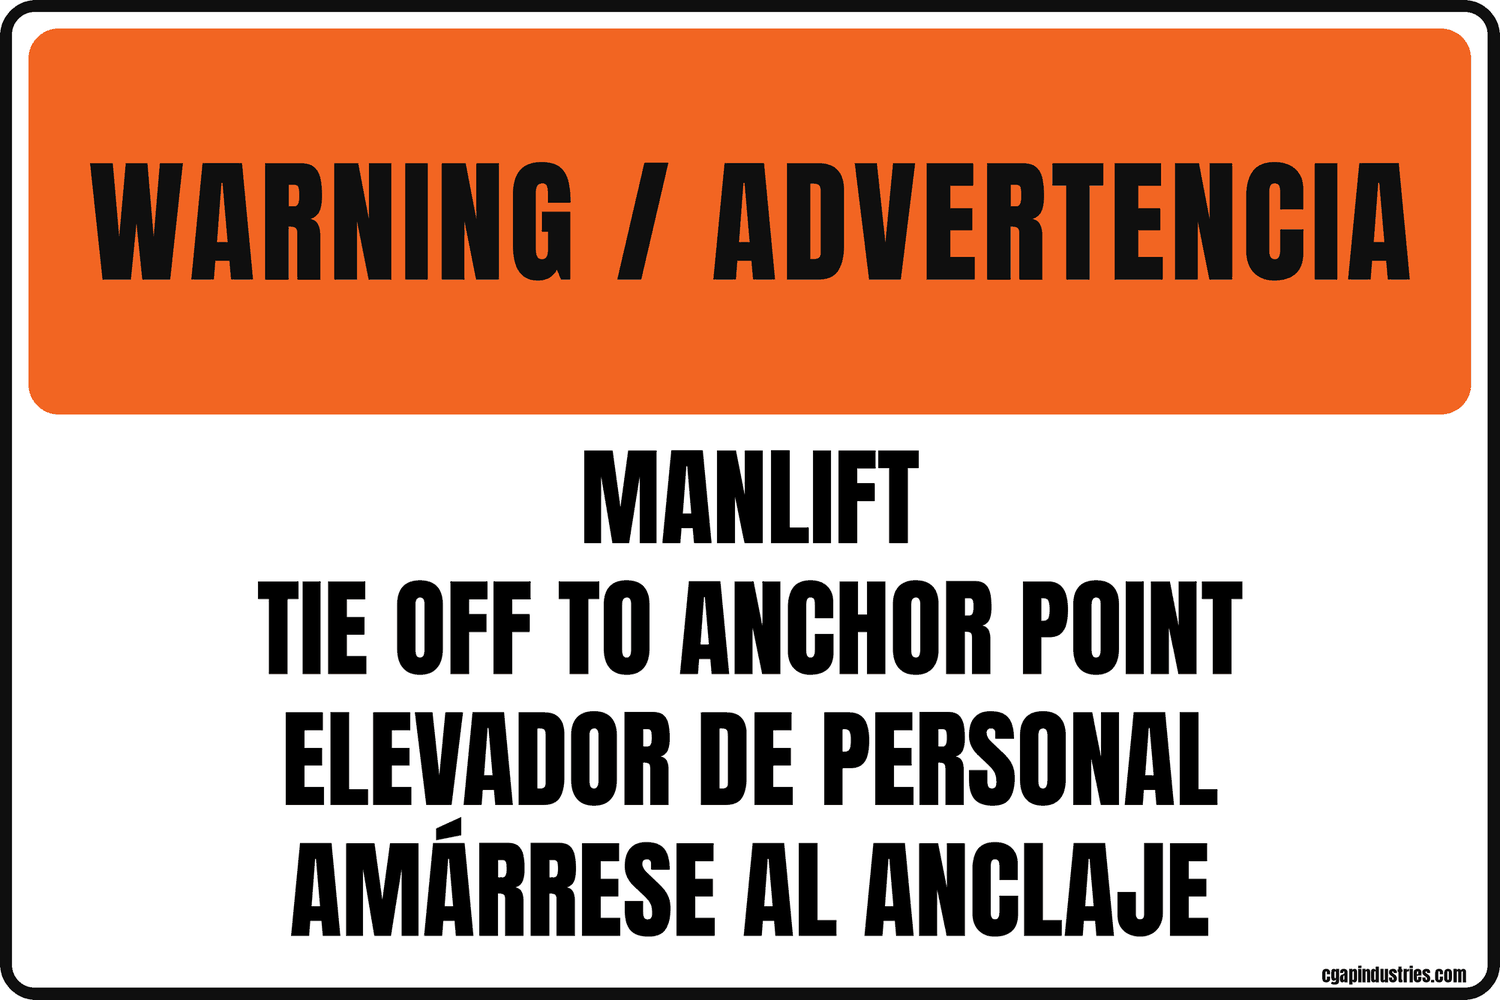 WARNING / ADVERTENCIA
MANLIFT
TIE OFF TO ANCHOR POINT
ELEVADOR DE PERSONAL
AMÁRRESE AL ANCLAJE
cgapindustries.com